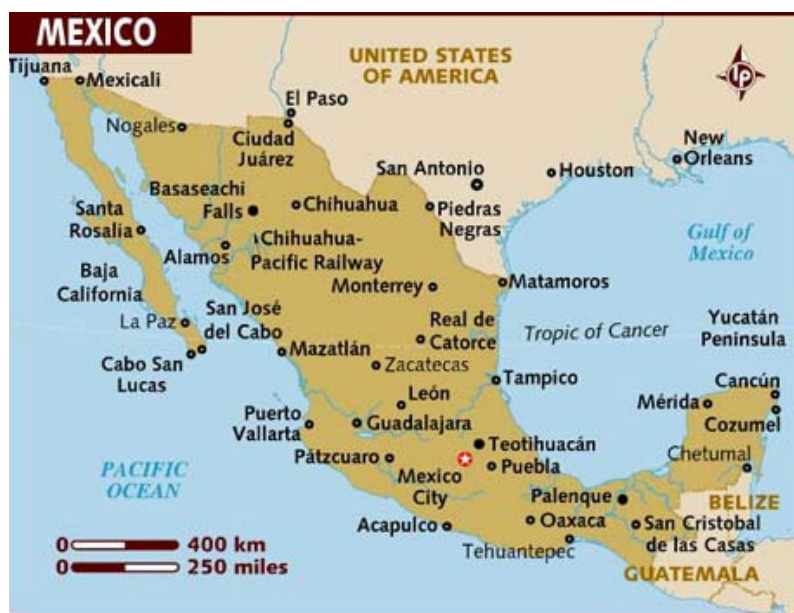 MEXICO
UNITED STATES
OF AMERICA
LP
Tijuana
Mexicali
El Paso
Nogales
Ciudad
Juárez
New
Orleans
San Antonio
Houston
Basaseachi
Falls
Chihuahua
Piedras
Negras
Santa
Rosalia
Gulf of
Mexico
Alamos
Chihuahua-
Pacific Railway
Baja
California
Monterrey
Matamoros
La Paz
San José
del Cabo
Real de
Catorce
Tropic of Cancer
Yucatán
Peninsula
Cabo San
Lucas
Mazatlán
Zacatecas
Tampico
Cancún
León
Mérida
Puerto
Vallarta
Guadalajara
Cozumel
Teotihuacán
Chetumal
Pátzcuaro
Puebla
PACIFIC
OCEAN
Mexico
City
Palenque
BELIZE
Acapulco
Oaxaca
San Cristobal
de las Casas
Tehuantepec
0 400 km
0 250 miles
GUATEMALA